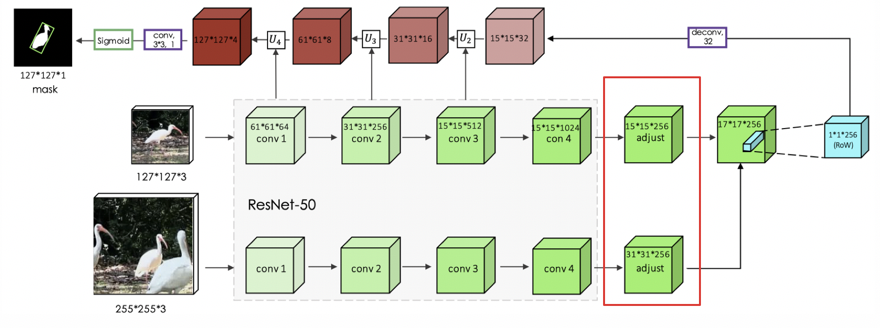 127*127*1
mask
Sigmoid
conv,
3*3, 1
127*127*4
U4
61*61*8
U3
31*31*16
U2
15*15*32
deconv,
32
127*127*3
61*61*64
conv 1
31*31*256
conv 2
15*15*512
conv 3
15*15*1024
con 4
15*15*256
adjust
17*17*256
1*1*256
(RoW)
ResNet-50
255*255*3
conv 1
conv 2
conv 3
conv 4
31*31*256
adjust